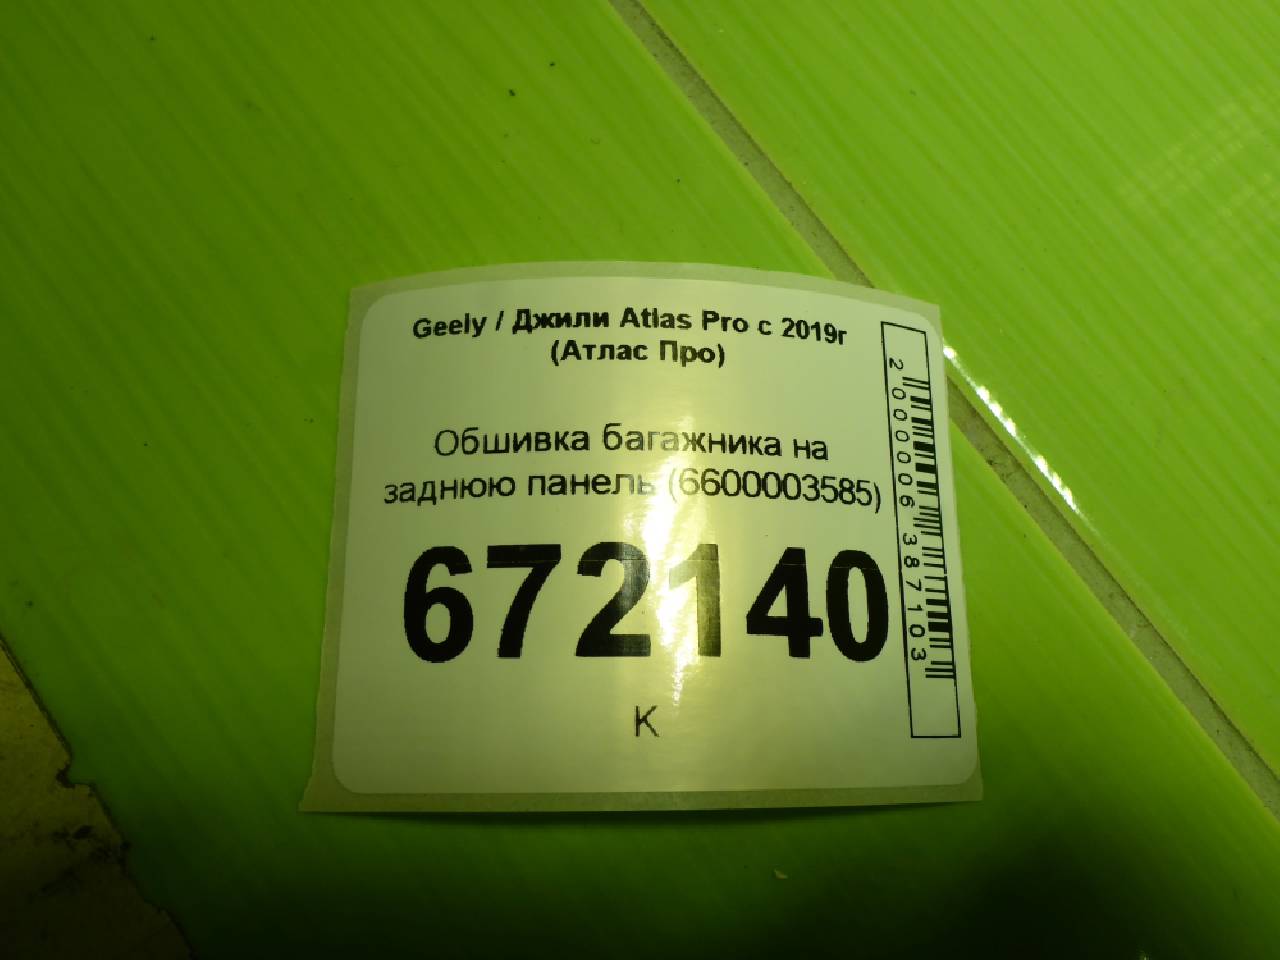 Geely / Джили Atlas Pro с 2019г
(Атлас Про)
Обшивка багажника на
заднюю панель (6600003585)
672140
К
2000006387103